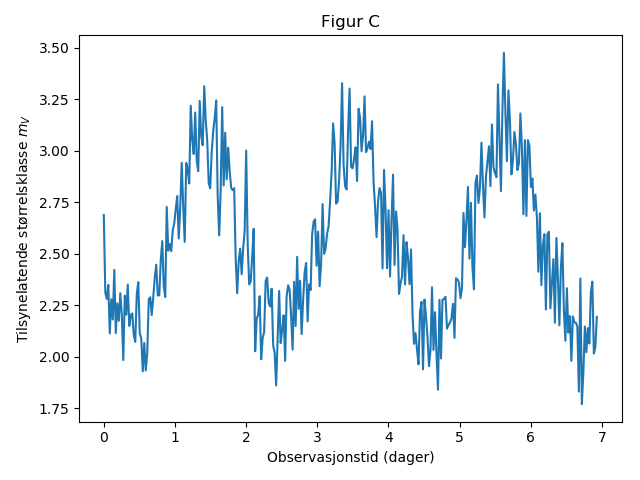 Figur C
Tilsynelatende størrelsklasse $m_V$
3.50
3.25
3.00
2.75
2.50
2.25
2.00
1.75
0 1 2 3 4 5 6 7
Observasjonstid (dager)